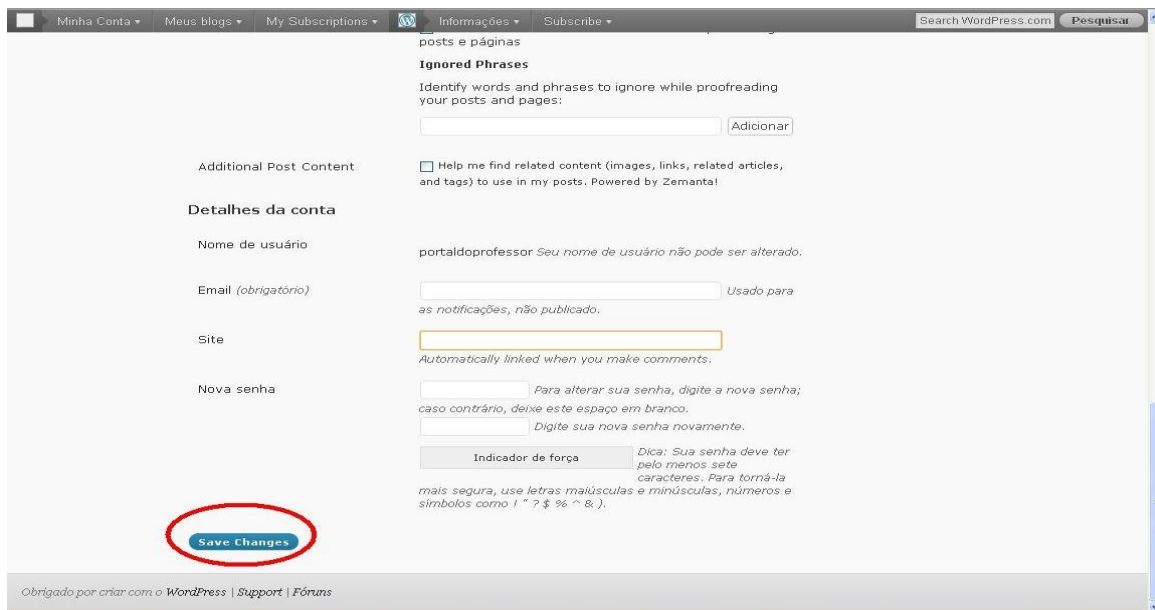 Minha Conta Meus blogs My Subscriptions Informações Subscribe Search WordPress.com Pesquisar
posts e páginas
Ignored Phrases
Identify words and phrases to ignore while proofreading
your posts and pages:
Adicionar
Additional Post Content
Help me find related content (images, links, related articles,
and tags) to use in my posts. Powered by Zemanta!
Detalhes da conta
Nome de usuário
portaldoprofessor Seu nome de usuário não pode ser alterado.
Email (obrigatório)
Usado para
as notificações, não publicado.
Site
Automatically linked when you make comments.
Nova senha
Para alterar sua senha, digite a nova senha;
caso contrário, deixe este espaço em branco.
Digite sua nova senha novamente.
Indicador de força
Dica: Sua senha deve ter
pelo menos sete
caracteres. Para torná-la
mais segura, use letras maiúsculas e minúsculas, números e
símbolos como ! " ? $ % ^ & ).
Save Changes
Obrigado por criar com o WordPress | Support | Fóruns